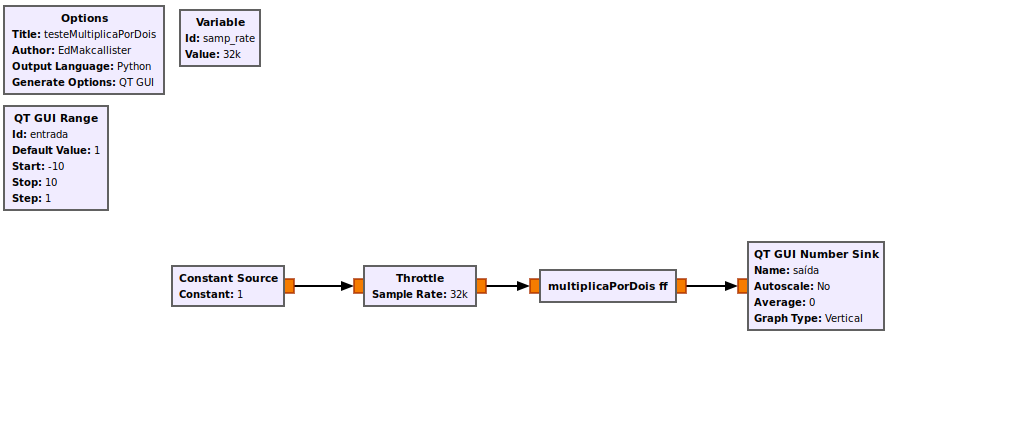 Options
Title: testeMultiplicaPorDois
Author: EdMakcallister
Output Language: Python
Generate Options: QT GUI
Variable
Id: samp_rate
Value: 32k
QT GUI Range
Id: entrada
Default Value: 1
Start: -10
Stop: 10
Step: 1
Constant Source
Constant: 1
Throttle
Sample Rate: 32k
multiplicaPorDois ff
QT GUI Number Sink
Name: saída
Autoscale: No
Average: 0
Graph Type: Vertical